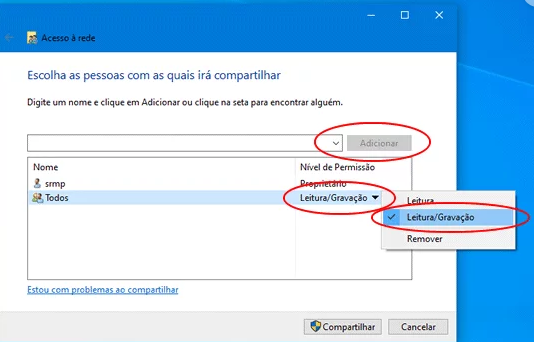 Acesso à rede
Escolha as pessoas com as quais irá compartilhar
Digite um nome e clique em Adicionar ou clique na seta para encontrar alguém.
Adicionar
Nome Nível de Permissão
srmp Proprietário
Todos Leitura/Gravação
Leitura
Leitura/Gravação
Remover
Estou com problemas ao compartilhar
Compartilhar Cancelar